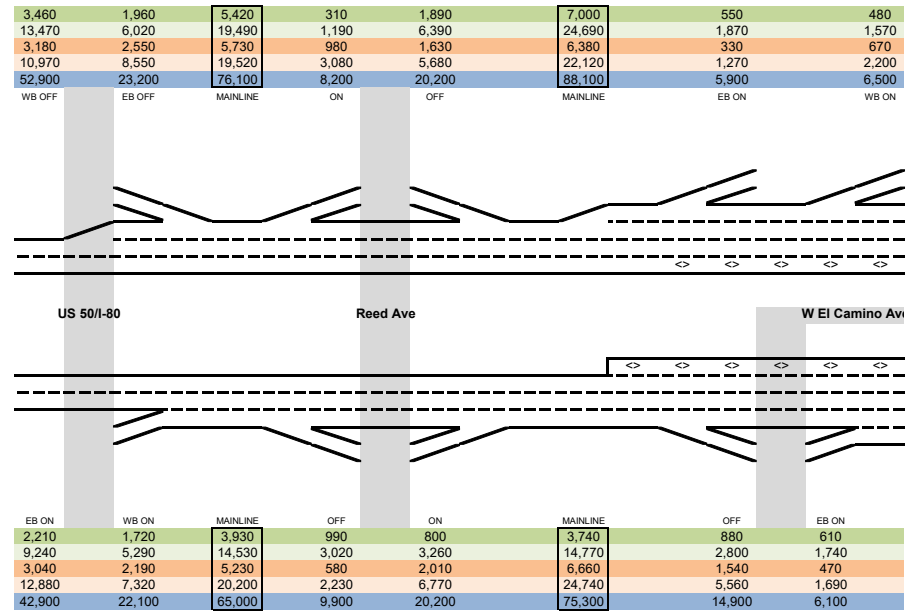 3,460 1,960 5,420 310 1,890 7,000 550 480
13,470 6,020 19,490 1,190 6,390 24,690 1,870 1,570
3,180 2,550 5,730 980 1,630 6,380 330 670
10,970 8,550 19,520 3,080 5,680 22,120 1,270 2,200
52,900 23,200 76,100 8,200 20,200 88,100 5,900 6,500
WB OFF EB OFF MAINLINE ON OFF MAINLINE EB ON WB ON
<> <> <> <> <>
US 50/I-80 Reed Ave W El Camino Ave
<> <> <> <> <> <>
EB ON WB ON MAINLINE OFF ON MAINLINE OFF EB ON
2,210 1,720 3,930 990 800 3,740 880 610
9,240 5,290 14,530 3,020 3,260 14,770 2,800 1,740
3,040 2,190 5,230 580 2,010 6,660 1,540 470
12,880 7,320 20,200 2,230 6,770 24,740 5,560 1,690
42,900 22,100 65,000 9,900 20,200 75,300 14,900 6,100